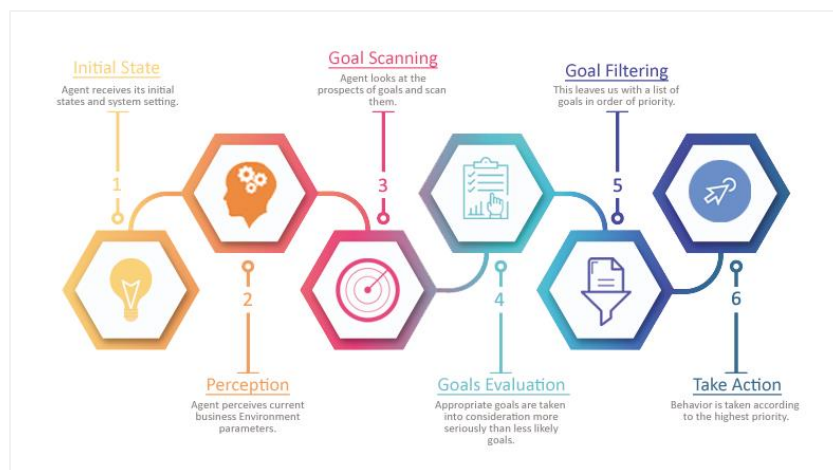 Initial State
Agent receives its initial
states and system setting.
1
Perception
Agent perceives current
business Environment
parameters.
2
Goal Scanning
Agent looks at the
prospects of goals and scan
them.
3
Goals Evaluation
Appropriate goals are taken
into consideration more
seriously than less likely
goals.
4
Goal Filtering
This leaves us with a list of
goals in order of priority.
5
Take Action
Behavior is taken according
to the highest priority.
6